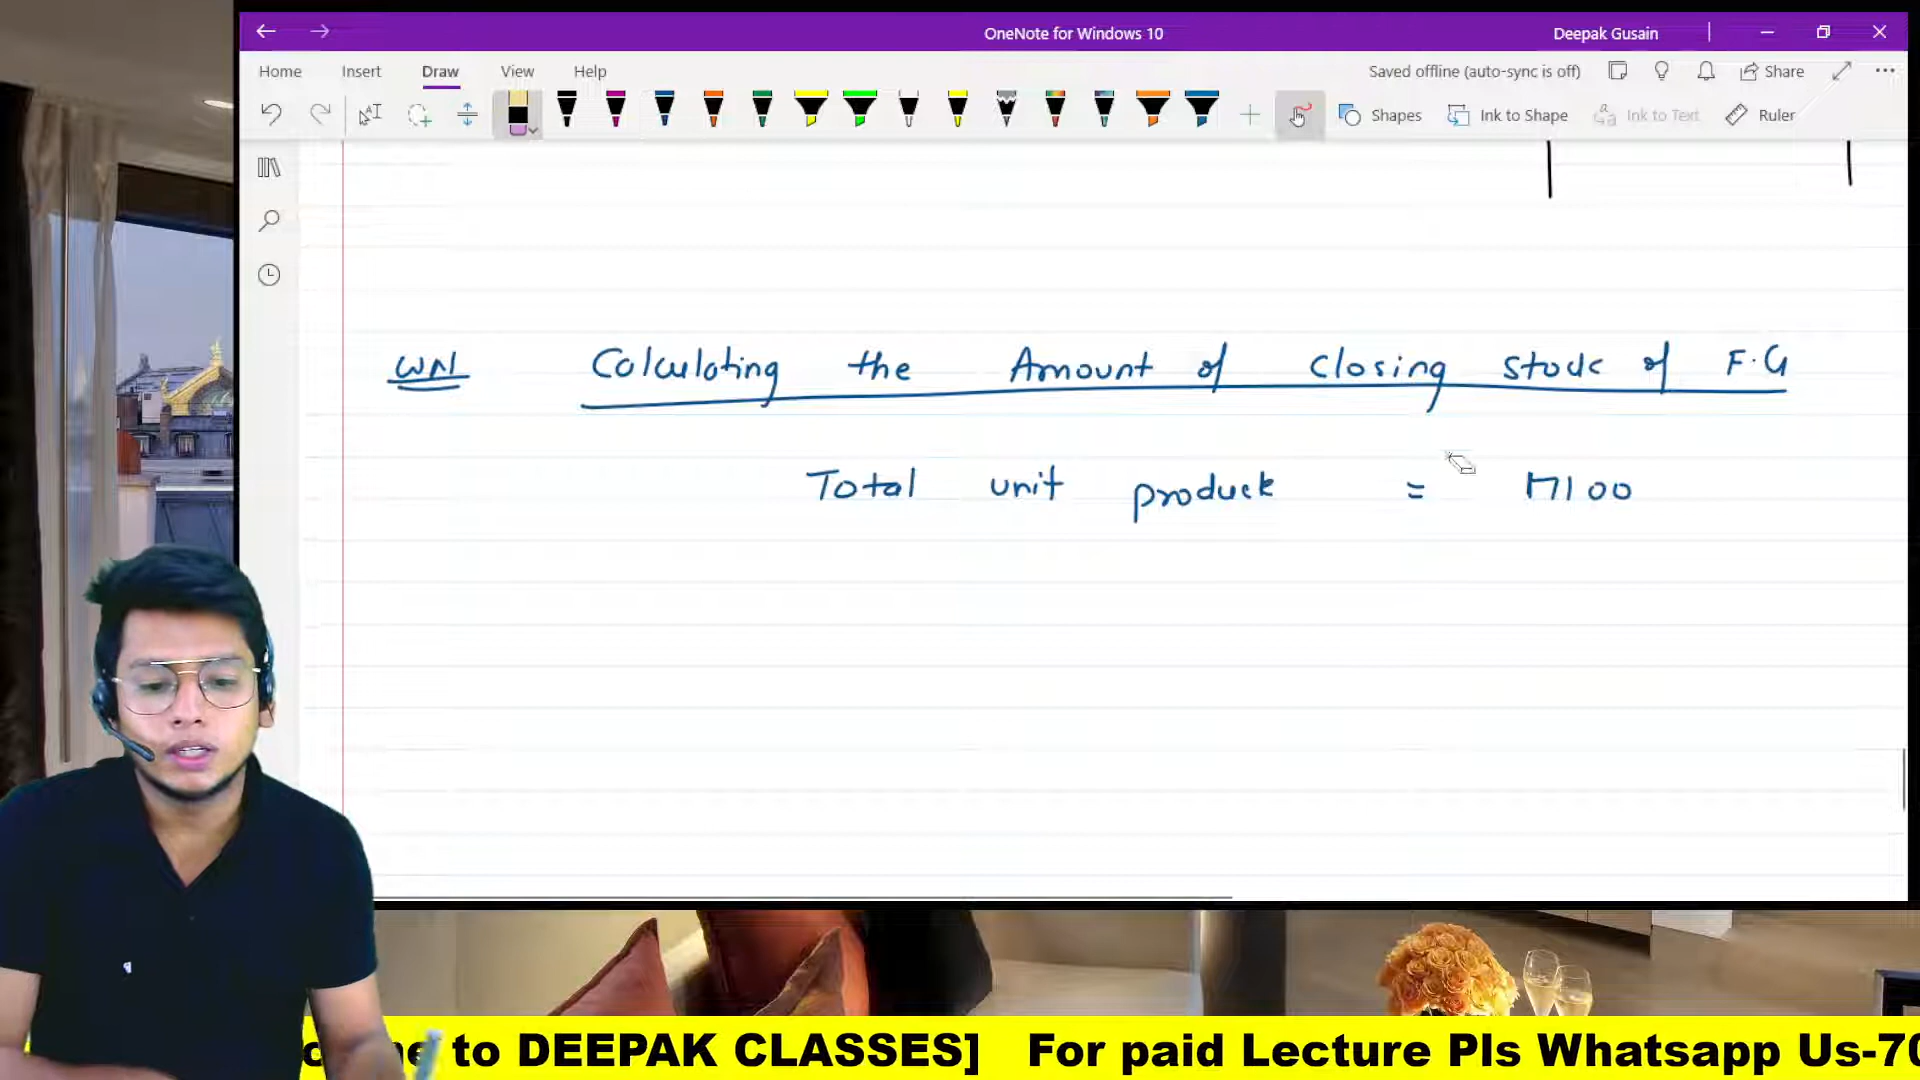 OneNote for Windows 10
Deepak Gusain
Home Insert Draw View Help
Saved offline (auto-sync is off)
Share
Shapes
Ink to Shape
Ink to Text
Ruler
WN Calculating the Amount of Closing Stock of F.G
Total unit produck = 17100
to DEEPAK CLASSES] For paid Lecture Pls Whatsapp Us-70